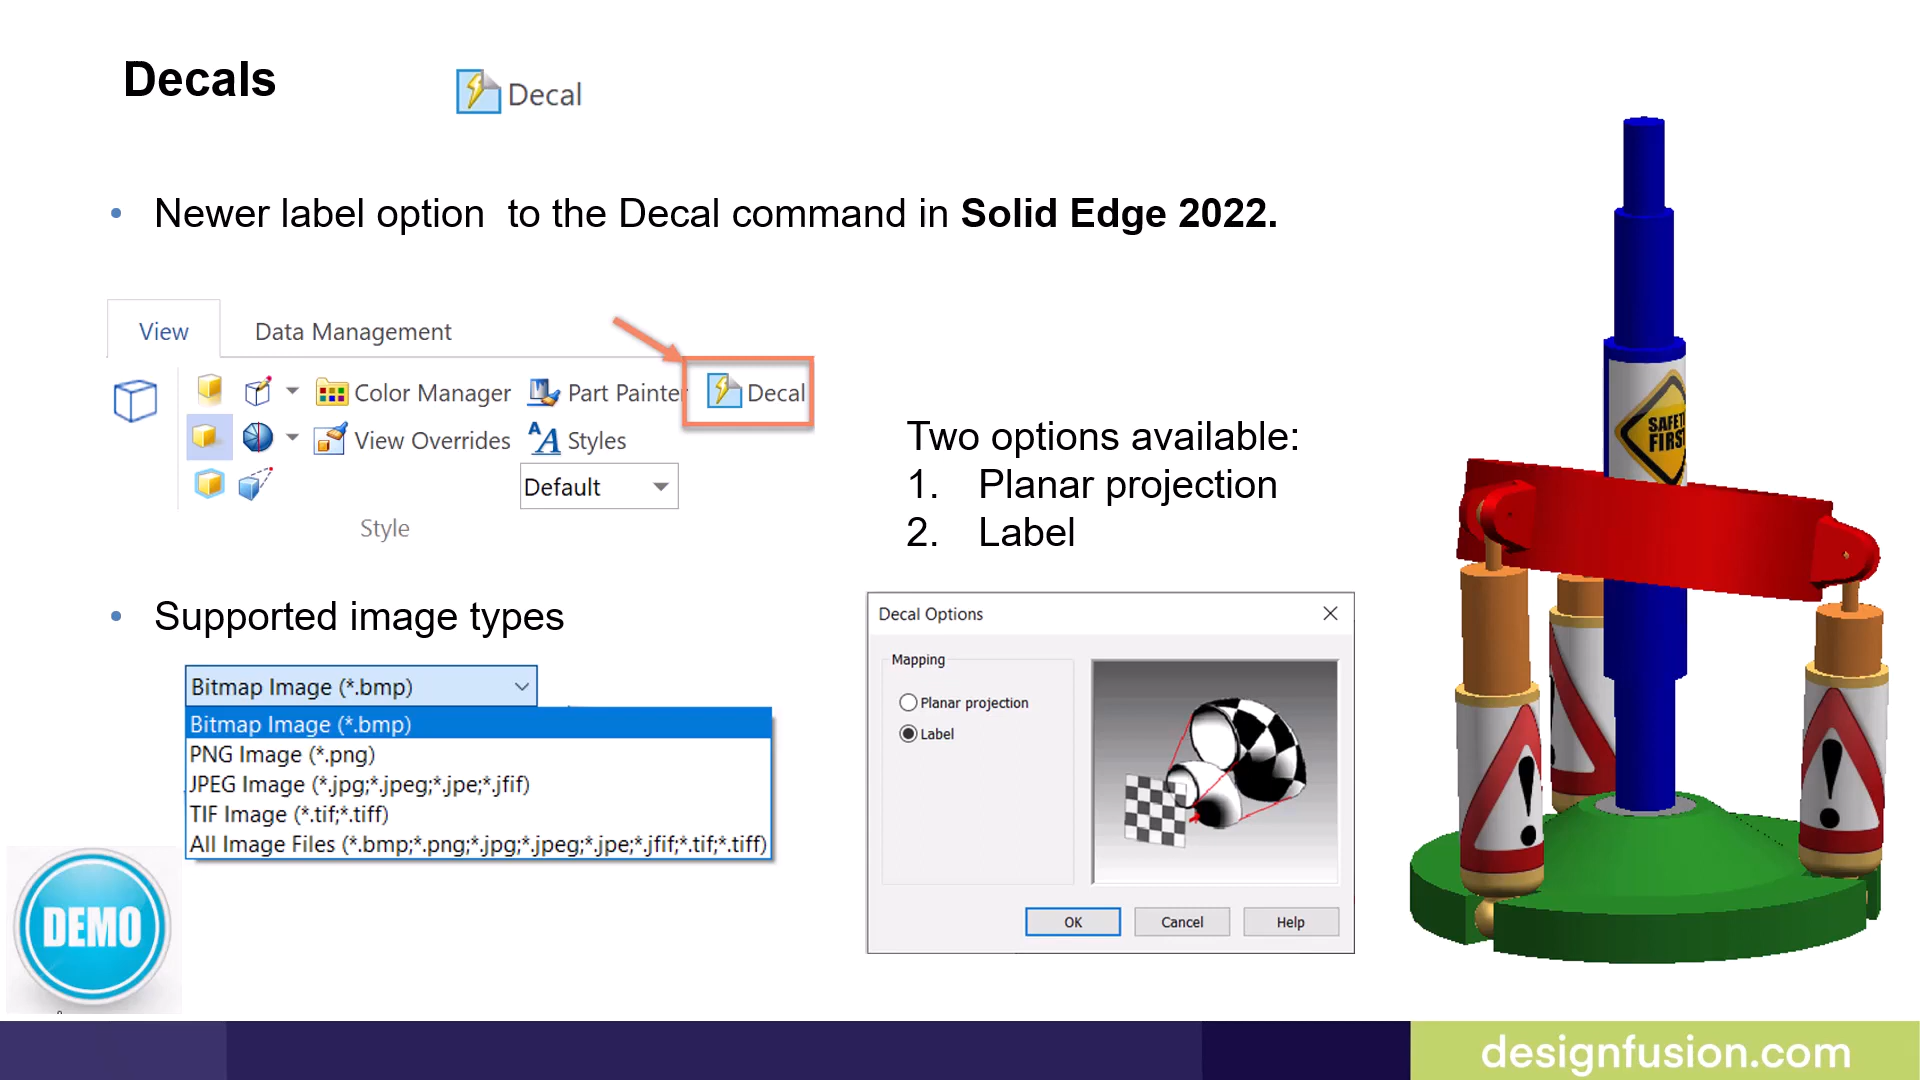 Decals
Decal
Newer label option  to the Decal command in Solid Edge 2022.
View
Data Management
Color Manager
Part Painter
Decal
View Overrides
Styles
Default
Style
Two options available:
1. Planar projection
2. Label
Supported image types
Bitmap Image (*.bmp)
Bitmap Image (*.bmp)
PNG Image (*.png)
JPEG Image (*.jpg;*.jpeg;*.jpe;*.jfif)
TIF Image (*.tif;*.tiff)
All Image Files (*.bmp;*.png;*.jpg;*.jpeg;*.jpe;*.jfif;*.tif;*.tiff)
Decal Options
Mapping
Planar projection
Label
OK
Cancel
Help
SAFETY
FIRST
DEMO
designfusion.com